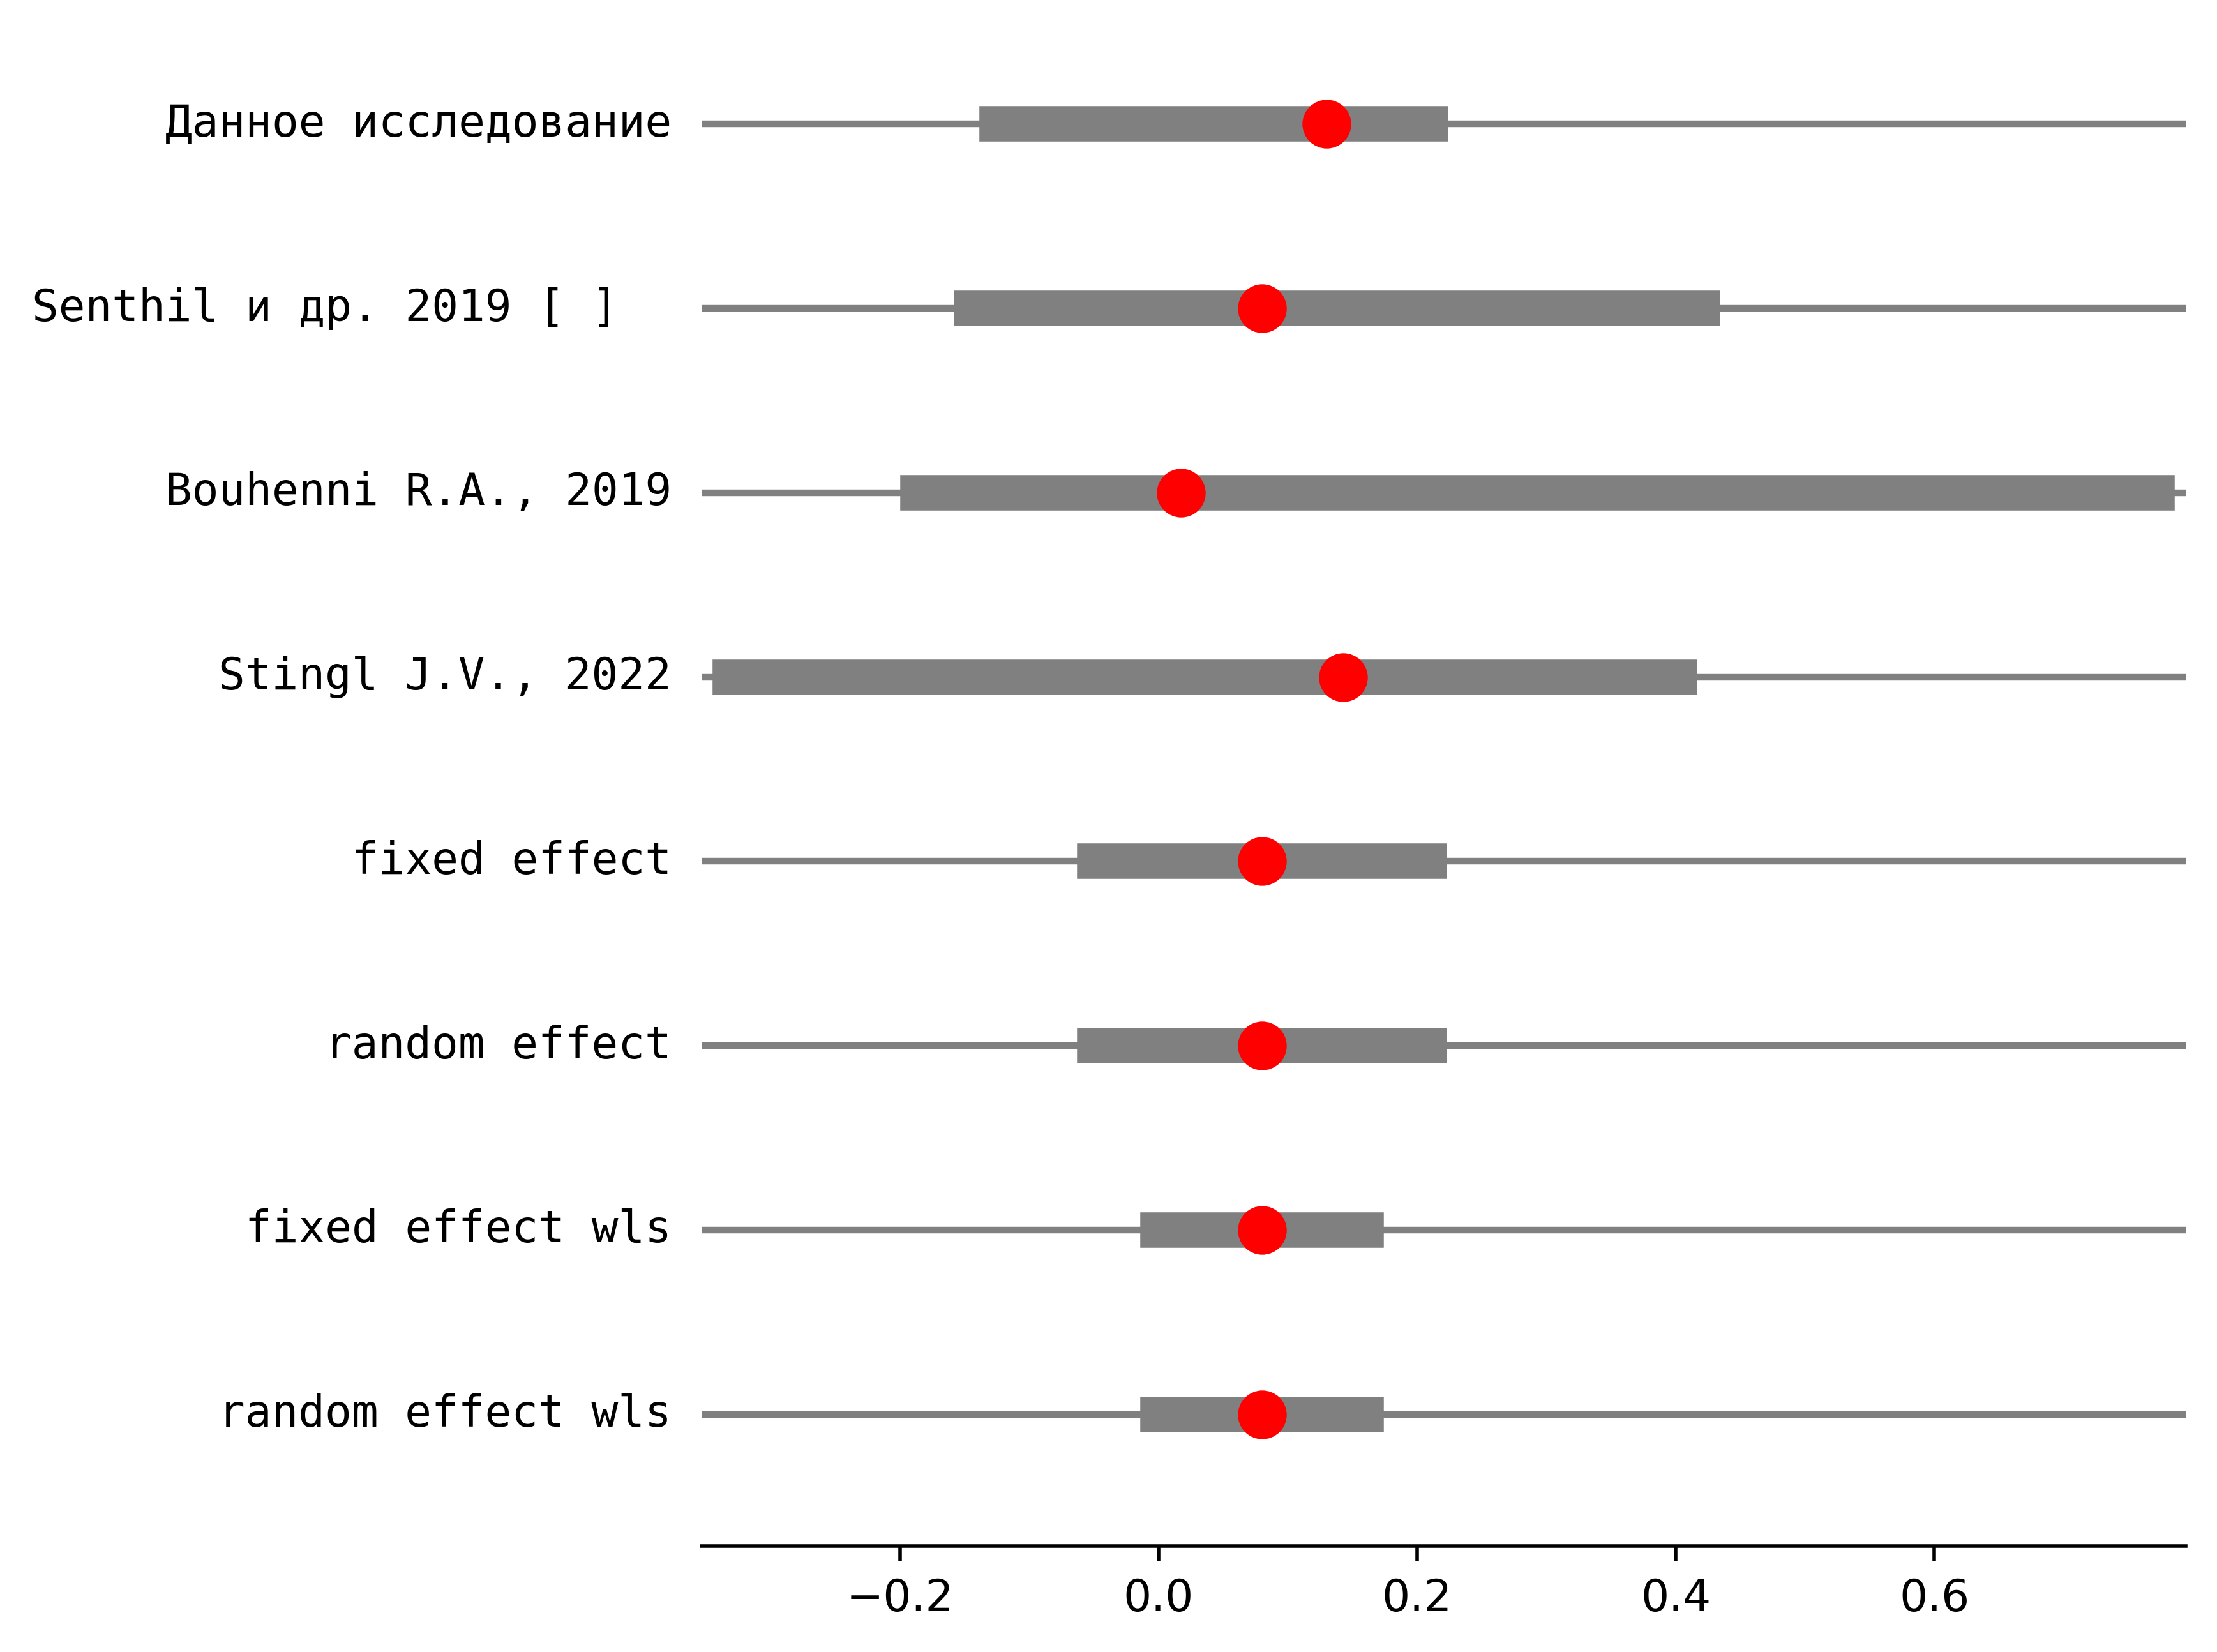 Данное исследование
Senthil и др. 2019 [ ]
Bouhenni R.A., 2019
Stingl J.V., 2022
fixed effect
random effect
fixed effect wls
random effect wls
−0.2 0.0 0.2 0.4 0.6